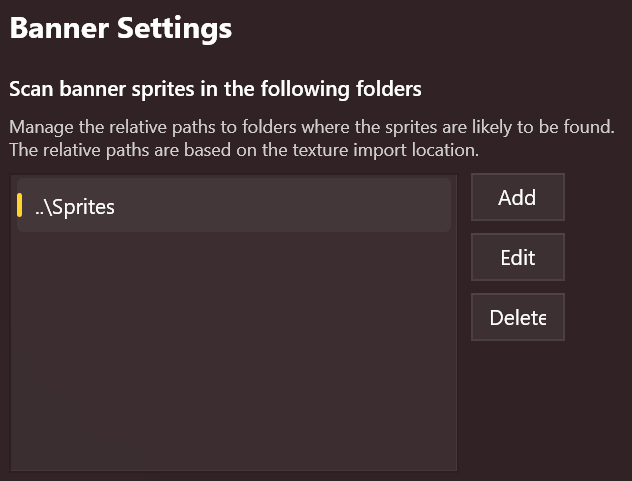 Banner Settings
Scan banner sprites in the following folders
Manage the relative paths to folders where the sprites are likely to be found.
The relative paths are based on the texture import location.
..\Sprites
Add
Edit
Delete